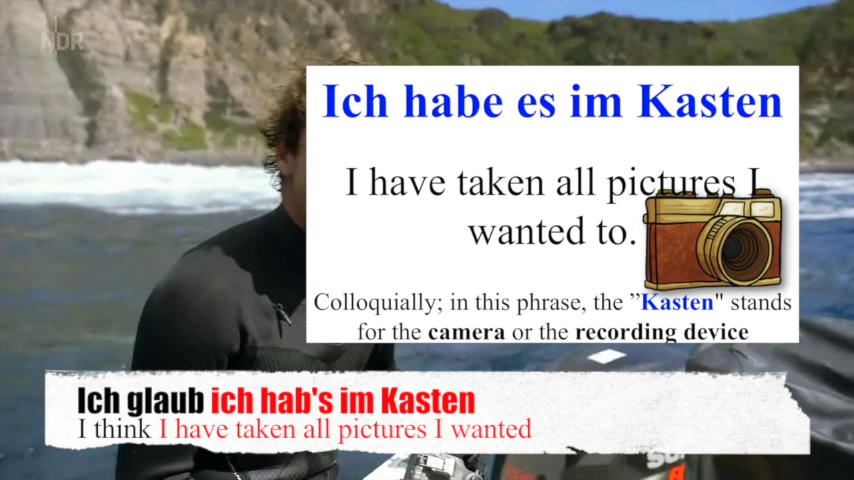 NDR
Ich habe es im Kasten
I have taken all pictures I
wanted to.
Colloquially; in this phrase, the ”Kasten" stands
for the camera or the recording device
Ich glaub ich hab's im Kasten
I think I have taken all pictures I wanted